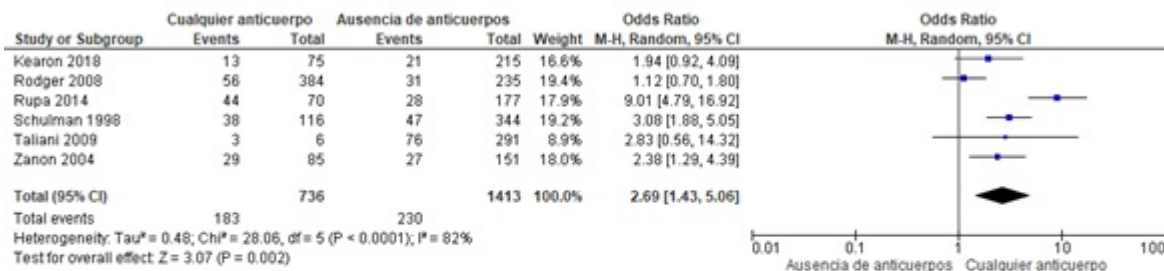 Cualquier anticuerpo Ausencia de anticuerpos Odds Ratio Odds Ratio
Study or Subgroup Events Total Events Total Weight M-H, Random, 95% CI M-H, Random, 95% CI
Kearon 2018 13 75 21 215 16.6% 1.94 [0.92, 4.09]
Rodger 2008 56 384 31 235 19.4% 1.12 [0.70, 1.80]
Rupa 2014 44 70 28 177 17.9% 9.01 [4.79, 16.92]
Schulman 1998 38 116 47 344 19.2% 3.08 [1.88, 5.05]
Taliani 2009 3 6 76 291 8.9% 2.83 [0.56, 14.32]
Zanon 2004 29 85 27 151 18.0% 2.38 [1.29, 4.39]
Total (95% CI) 736 1413 100.0% 2.69 [1.43, 5.06]
Total events 183 230
Heterogeneity: Tau² = 0.48; Chi² = 28.06, df = 5 (P < 0.0001); I² = 82%
Test for overall effect: Z = 3.07 (P = 0.002)
0.01 0,1 1 10 100
Ausencia de anticuerpos Cualquier anticuerpo